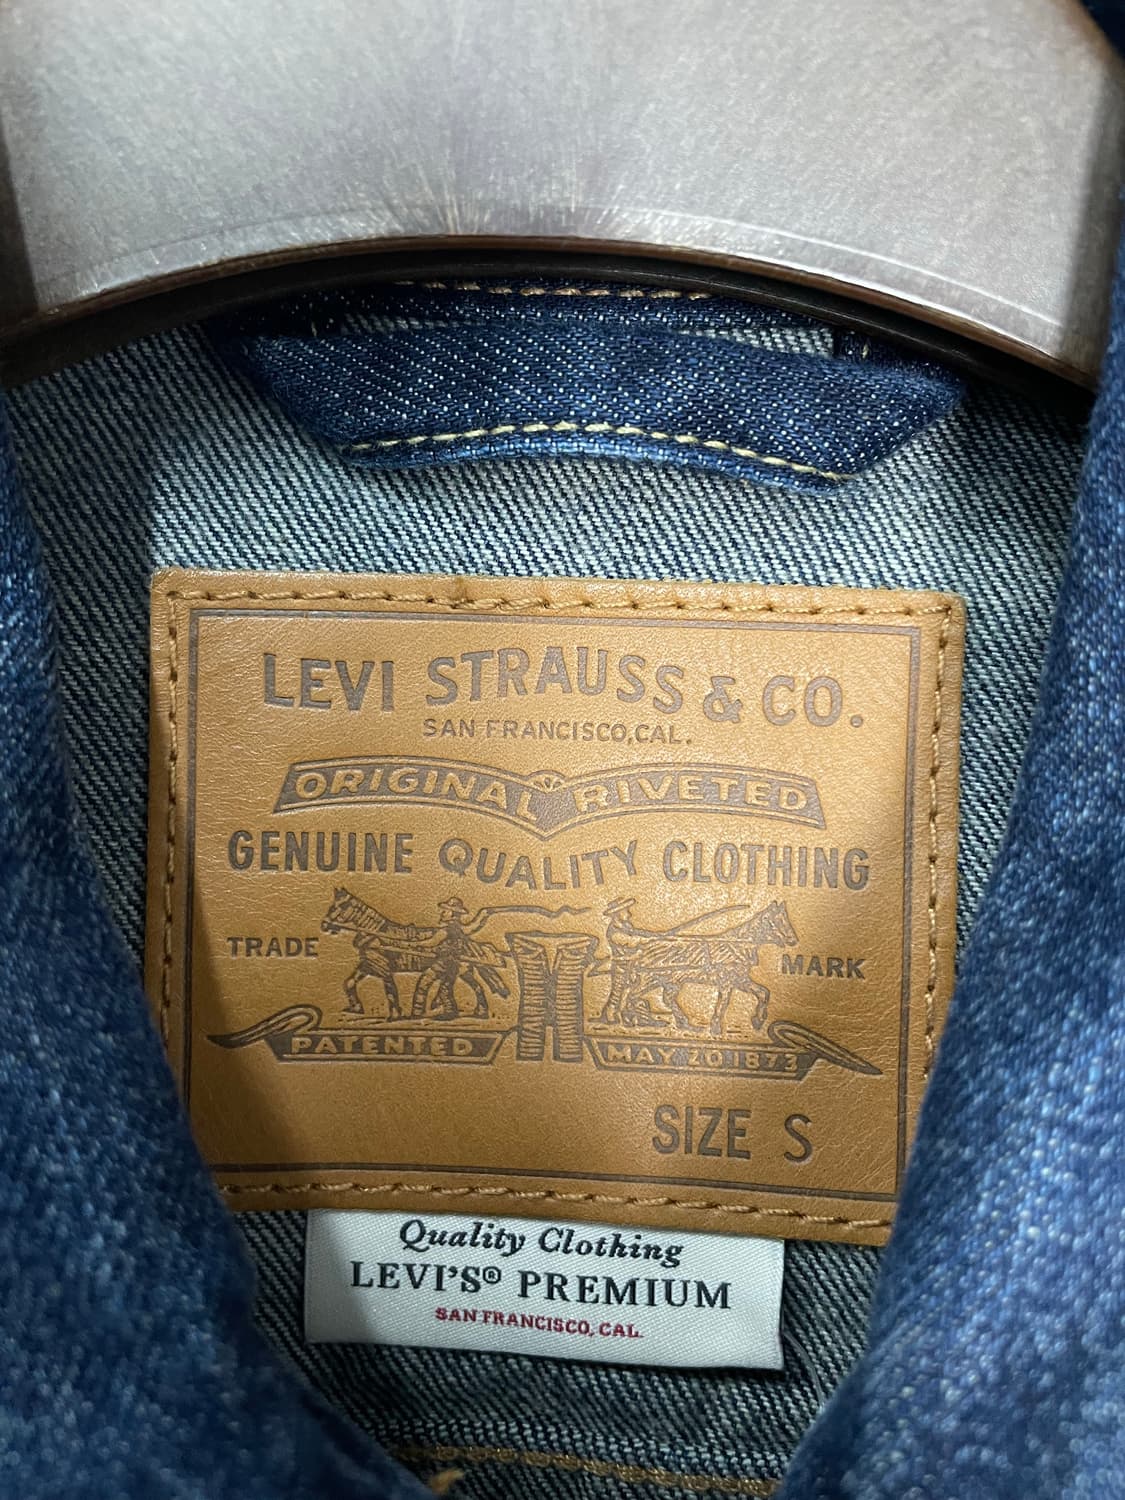 LEVI STRAUSS & CO.
SAN FRANCISCO, CAL.
ORIGINAL RIVETED
GENUINE QUALITY CLOTHING
TRADE MARK
PATENTED MAY 20 1873
SIZE S
Quality Clothing
LEVI'S® PREMIUM
SAN FRANCISCO, CAL.